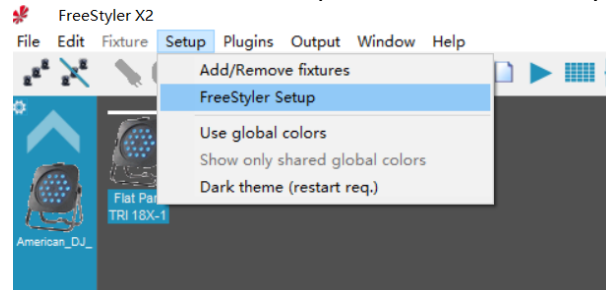 FreeStyler X2
File Edit Fixture Setup Plugins Output Window Help
Add/Remove fixtures
FreeStyler Setup
Use global colors
Show only shared global colors
Dark theme (restart req.)
Flat Par
TRI 18X-1
American_DJ_